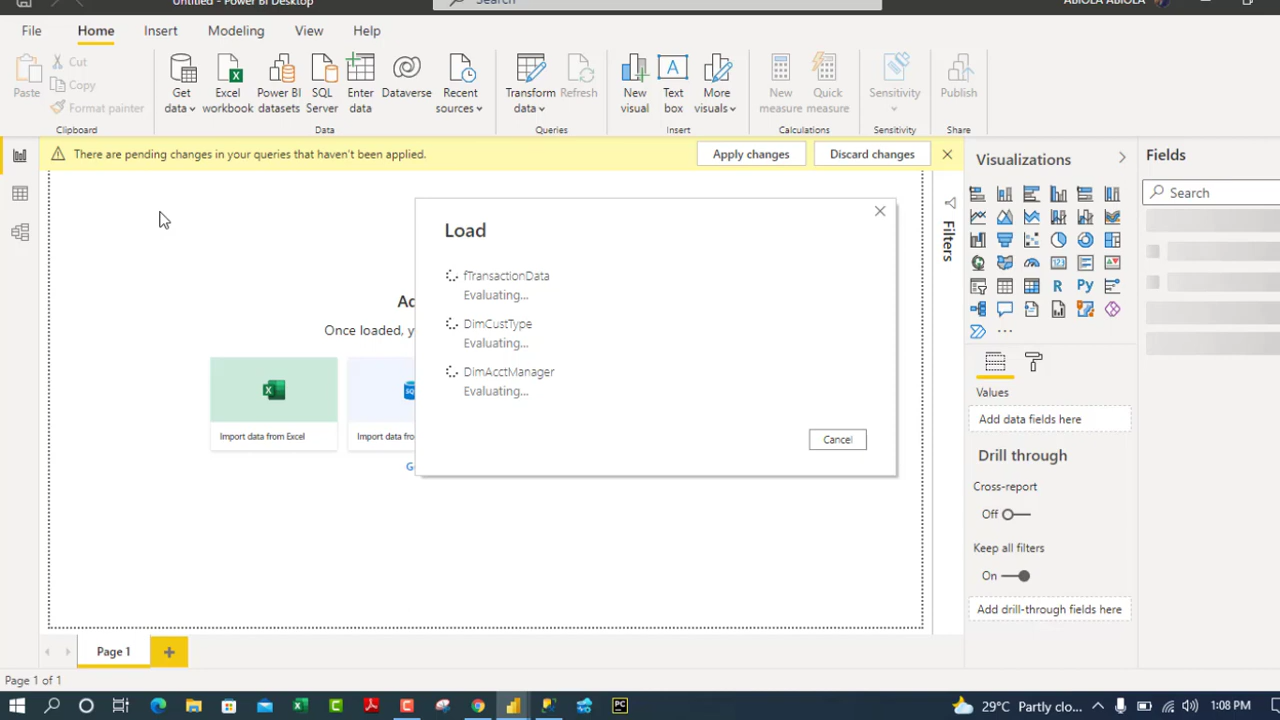 Untitled - Power BI Desktop
Search
ABIOLA ABIOLA
File
Home
Insert
Modeling
View
Help
Paste
Cut
Copy
Format painter
Get data
Excel workbook
Power BI datasets
SQL Server
Enter data
Dataverse
Recent sources
Transform data
Refresh
New visual
Text box
More visuals
New measure
Quick measure
Sensitivity
Publish
Clipboard
Data
Queries
Insert
Calculations
Sensitivity
Share
There are pending changes in your queries that haven't been applied.
Apply changes
Discard changes
Visualizations
Fields
Search
Filters
Load
fTransactionData
Evaluating...
DimCustType
Evaluating...
DimAcctManager
Evaluating...
Cancel
Once loaded,
Import data from Excel
Import data
Values
Add data fields here
Drill through
Cross-report
Off
Keep all filters
On
Add drill-through fields here
Page 1
Page 1 of 1
29°C Partly clo...
1:08 PM